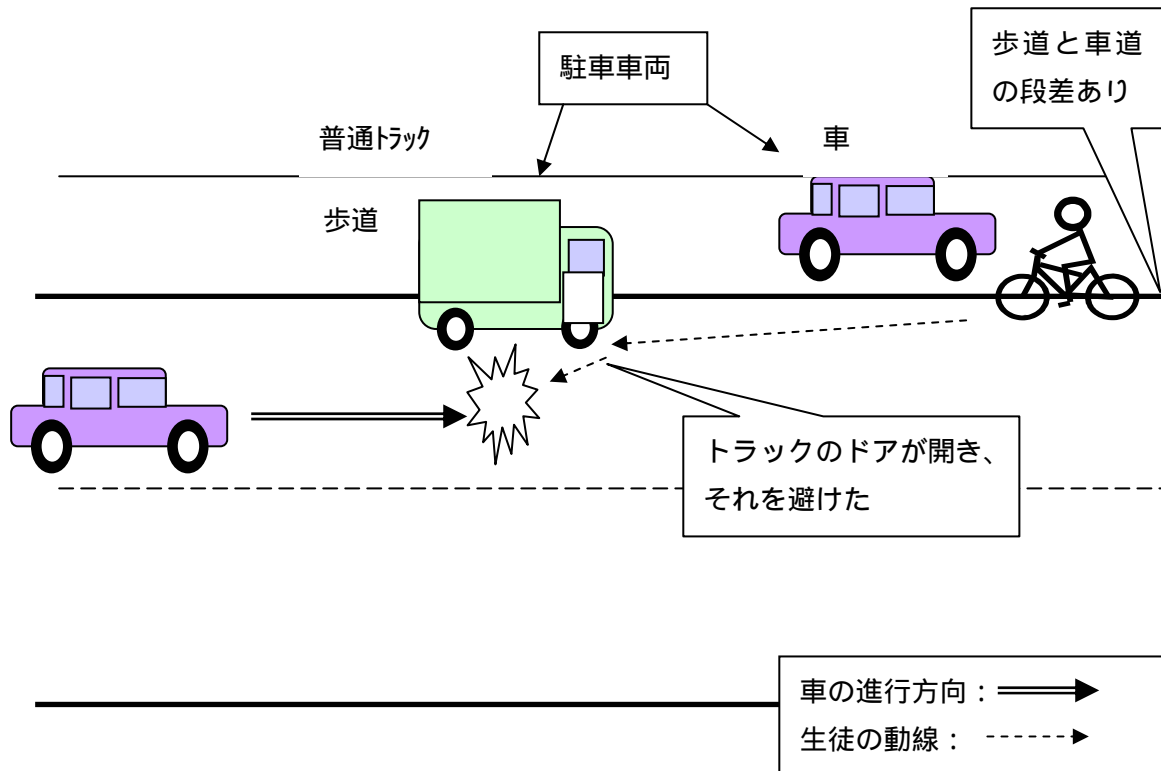 歩道と車道
の段差あり
駐車車両
普通ﾄﾗｯｸ
車
歩道
トラックのドアが開き、
それを避けた
車の進行方向：
生徒の動線：